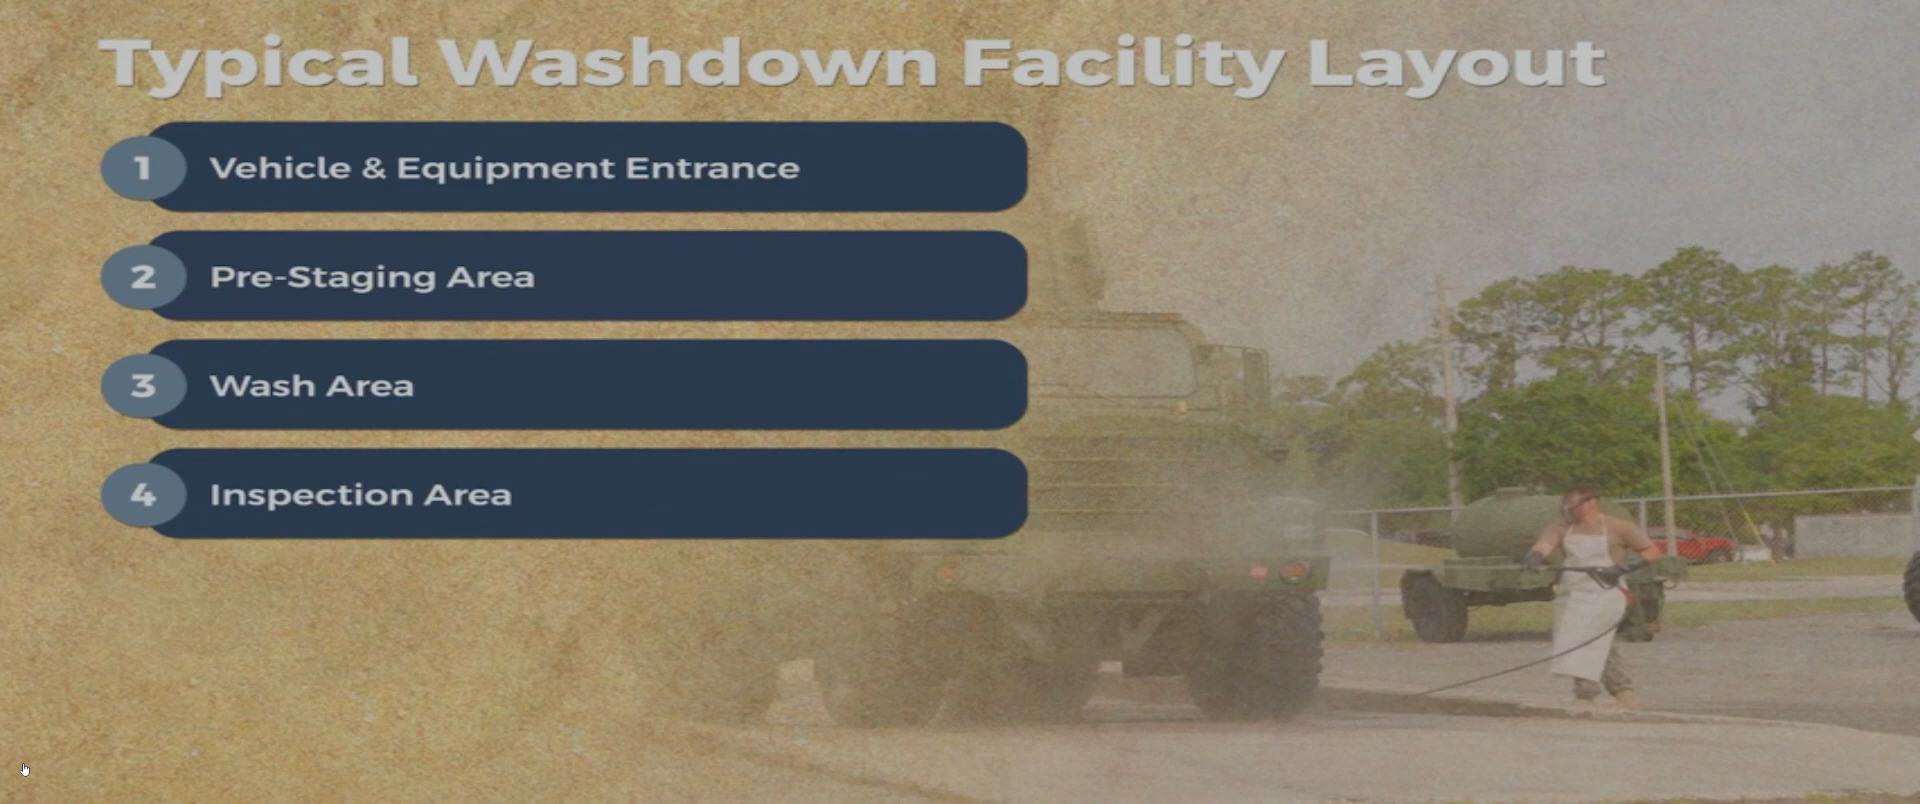 Typical Washdown Facility Layout
1 Vehicle & Equipment Entrance
2 Pre-Staging Area
3 Wash Area
4 Inspection Area